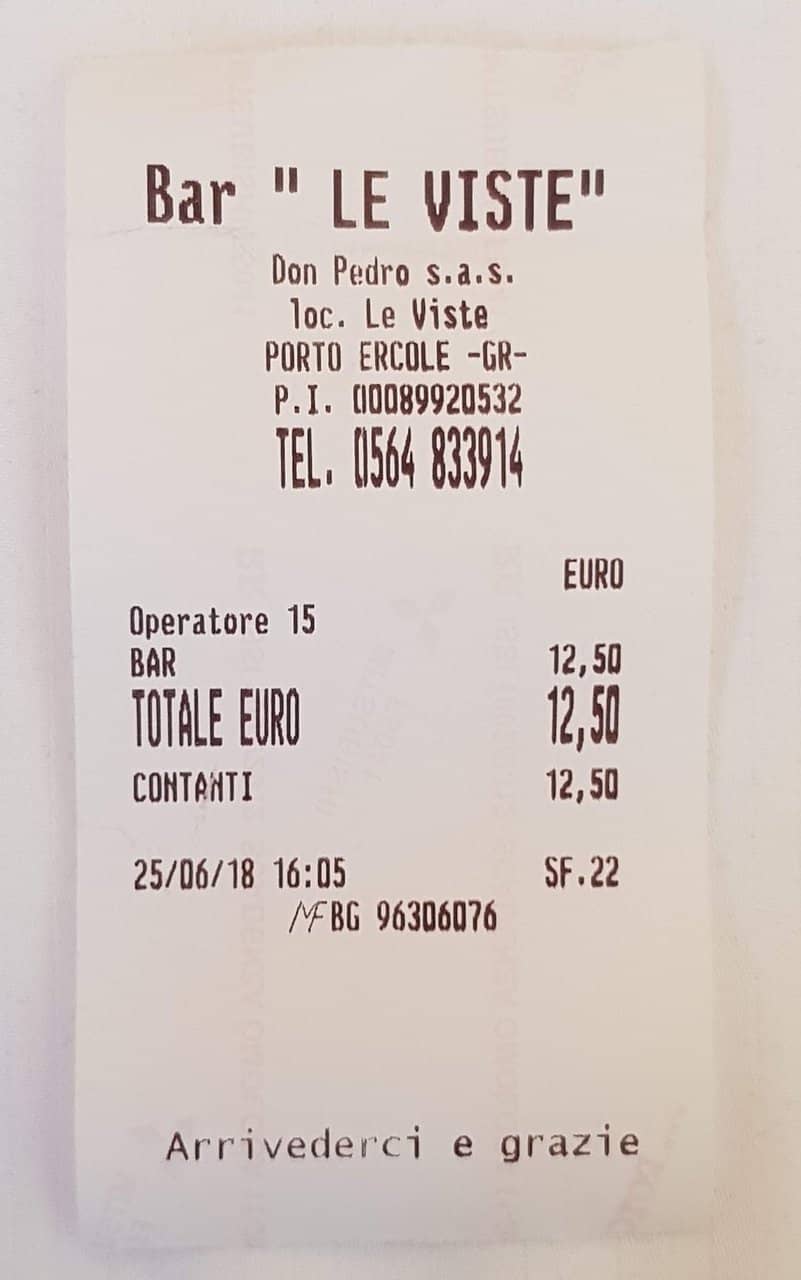 Bar " LE VISTE"
Don Pedro s.a.s.
loc. Le Viste
PORTO ERCOLE -GR-
P.I. 00089920532
TEL. 0564 833914
EURO
Operatore 15
BAR 12,50
TOTALE EURO 12,50
CONTANTI 12,50
25/06/18 16:05 SF.22
MFBG 96306076
Arrivederci e grazie